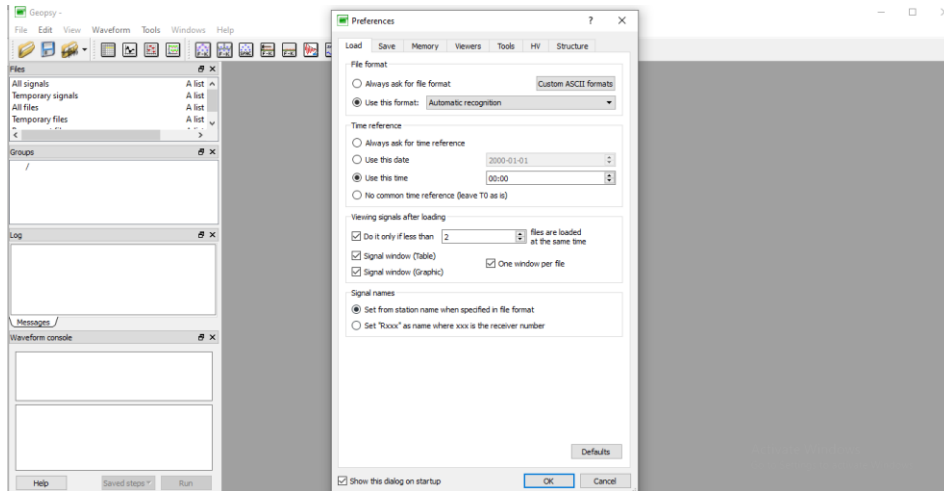 Geopsy -
File Edit View Waveform Tools Windows Help
Files
All signals A list
Temporary signals A list
All files A list
Temporary files A list
Groups
/
Log
Messages
Waveform console
Help Saved steps Run
Preferences
Load Save Memory Viewers Tools HV Structure
File format
Always ask for file format Custom ASCII formats
Use this format: Automatic recognition
Time reference
Always ask for time reference
Use this date 2000-01-01
Use this time 00:00
No common time reference (leave T0 as is)
Viewing signals after loading
Do it only if less than 2 files are loaded
at the same time
Signal window (Table)
One window per file
Signal window (Graphic)
Signal names
Set from station name when specified in file format
Set "Rxxx" as name where xxx is the receiver number
Defaults
Show this dialog on startup OK Cancel